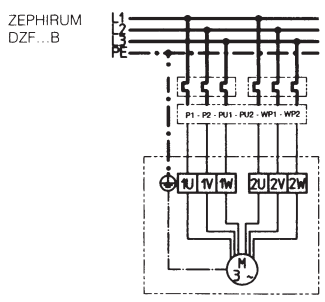 ZEPHIRUM
DZF...B
L1
L2
L3
PE
P1 - P2 - PU1 - PU2 - WP1 - WP2
1U 1V 1W 2U 2V 2W
M
3 ~